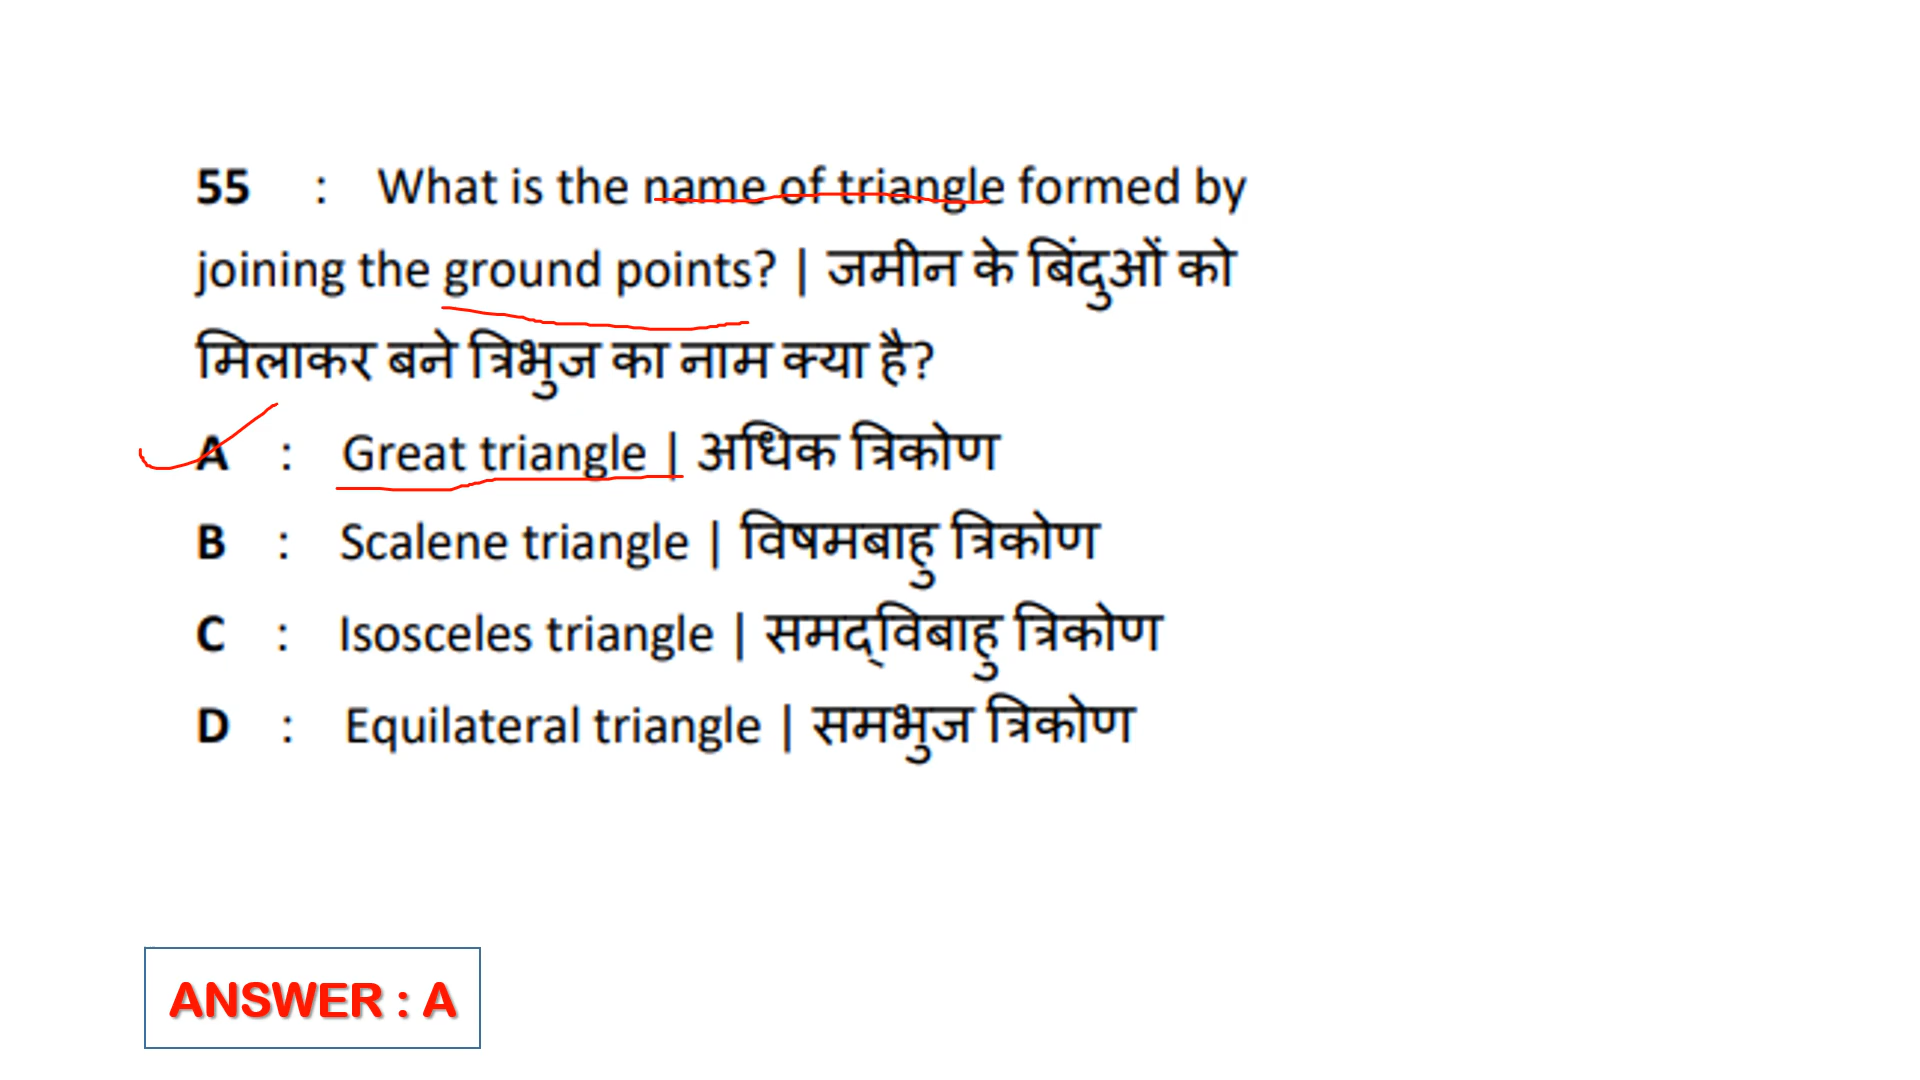 55 : What is the name of triangle formed by
joining the ground points? | जमीन के बिंदुओं को
मिलाकर बने त्रिभुज का नाम क्या है?
A : Great triangle | अधिक त्रिकोण
B : Scalene triangle | विषमबाहु त्रिकोण
C : Isosceles triangle | समद्विबाहु त्रिकोण
D : Equilateral triangle | समभुज त्रिकोण
ANSWER : A